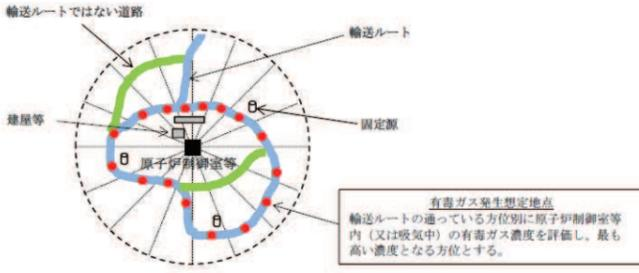 輸送ルートではない道路
輸送ルート
建屋等
固定源
原子炉制御室等
有毒ガス発生想定地点
輸送ルートの通っている方位別に原子炉制御室等
内（又は吸気中）の有毒ガス濃度を評価し、最も
高い濃度となる方位とする。